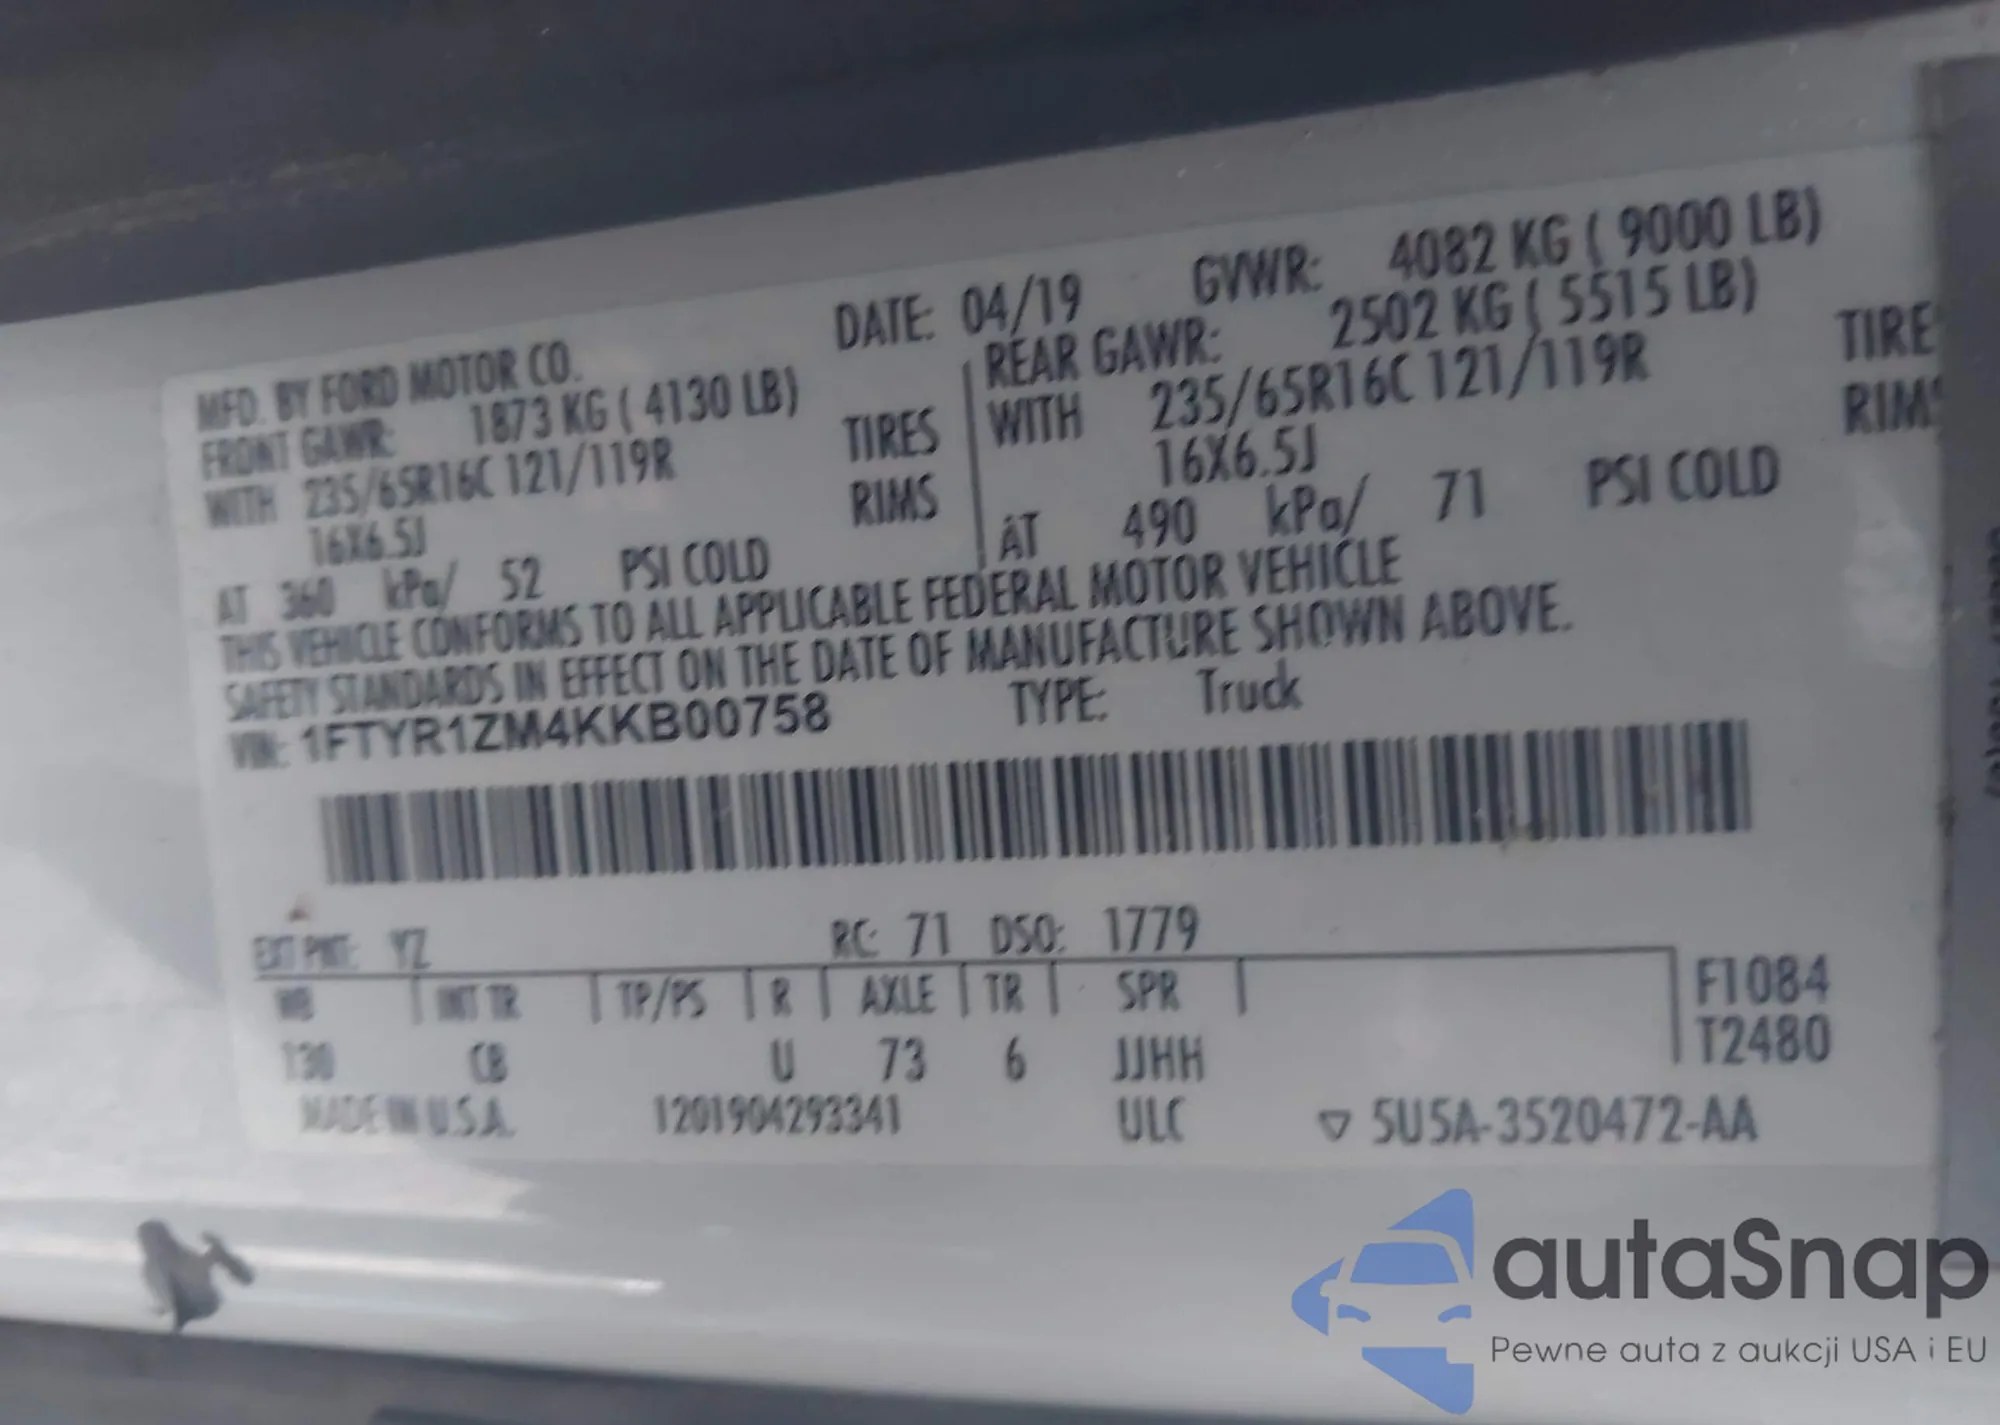 MFD. BY FORD MOTOR CO. DATE: 04/19 GVWR: 4082 KG ( 9000 LB)
FRONT GAWR: 1873 KG ( 4130 LB) REAR GAWR: 2502 KG ( 5515 LB)
WITH 235/65R16C 121/119R TIRES WITH 235/65R16C 121/119R TIRE
16X6.5J RIMS 16X6.5J RIMS
AT 360 kPa/ 52 PSI COLD AT 490 kPa/ 71 PSI COLD
THIS VEHICLE CONFORMS TO ALL APPLICABLE FEDERAL MOTOR VEHICLE
SAFETY STANDARDS IN EFFECT ON THE DATE OF MANUFACTURE SHOWN ABOVE.
VIN: 1FTYR1ZM4KKB00758 TYPE: Truck
EXT PNT: YZ RC: 71 DSO: 1779
WB INT TR TP/PS R AXLE TR SPR F1084
130 CB U 73 6 JJHH T2480
MADE IN U.S.A. 1201904293341 ULC ▽ 5U5A-3520472-AA
autaSnap
Pewne auta z aukcji USA i EU